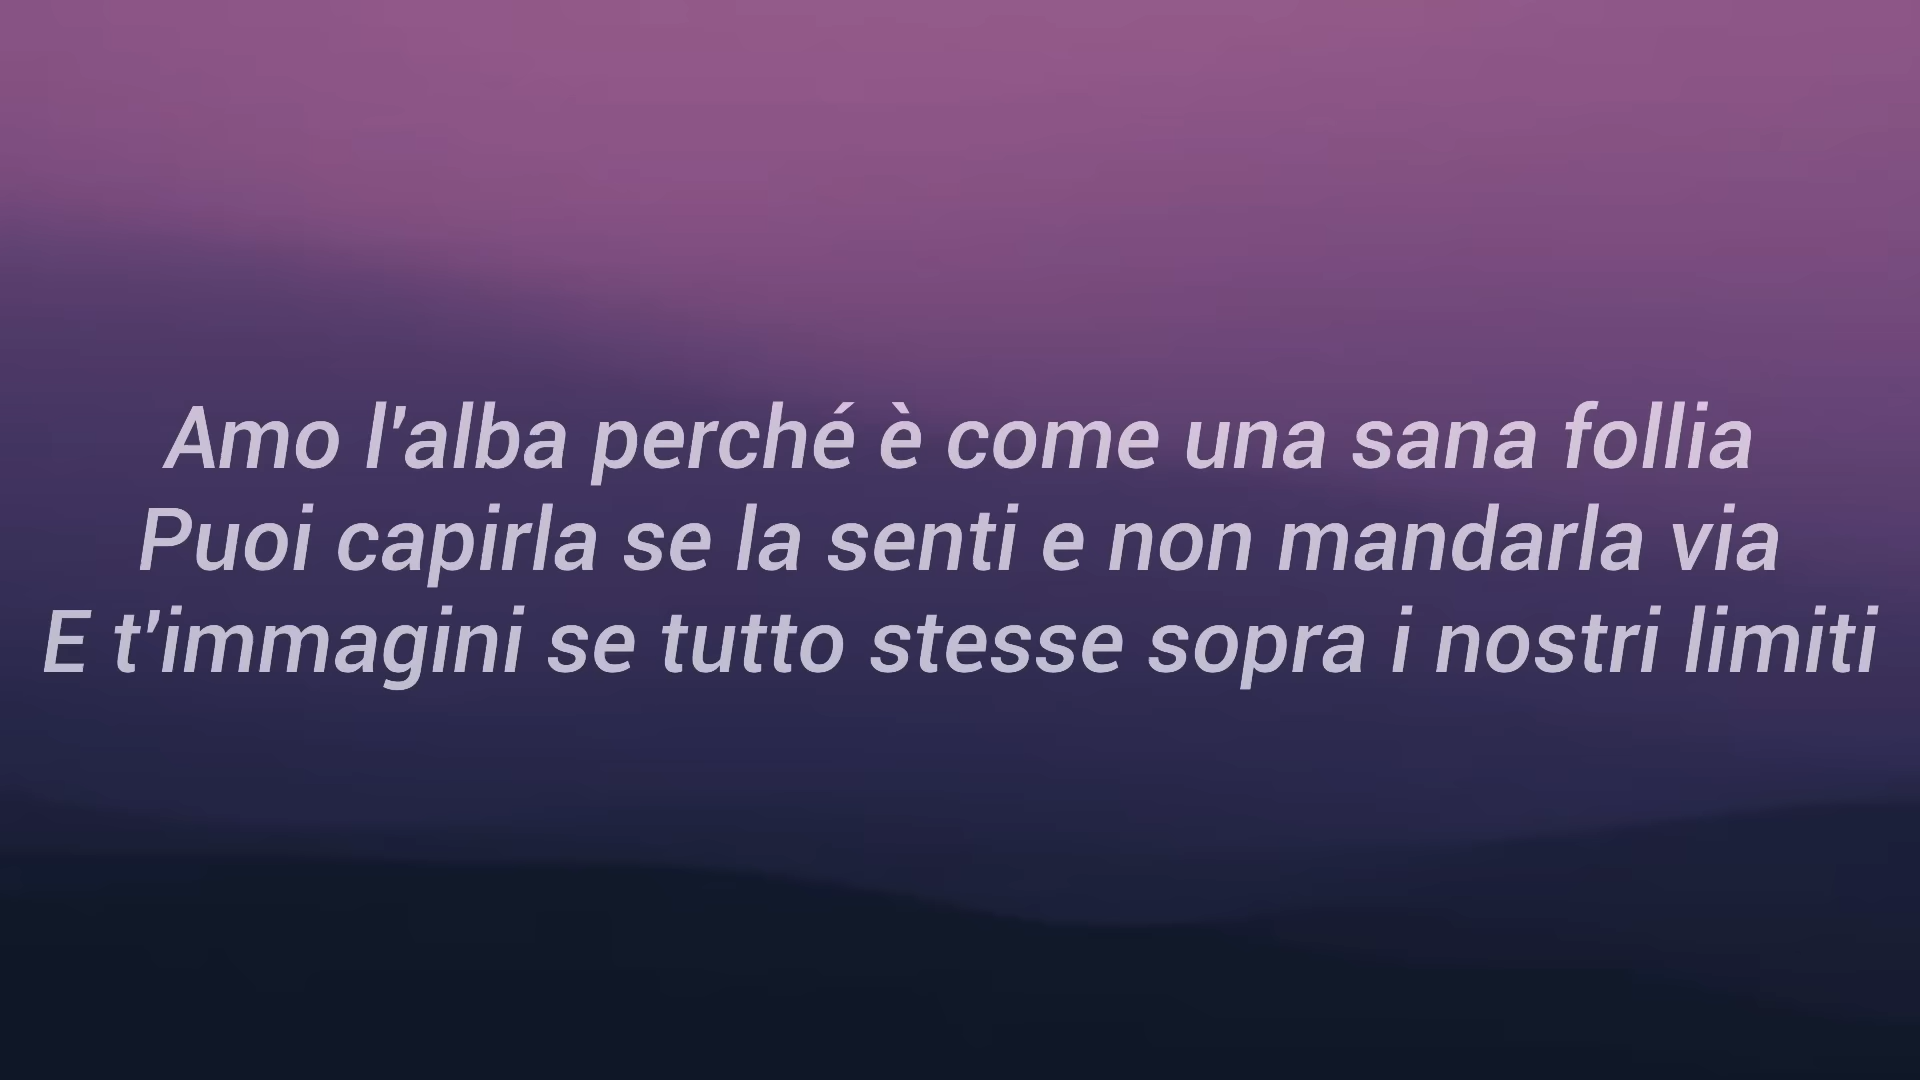 Amo l'alba perché è come una sana follia
Puoi capirla se la senti e non mandarla via
E t'immagini se tutto stesse sopra i nostri limiti